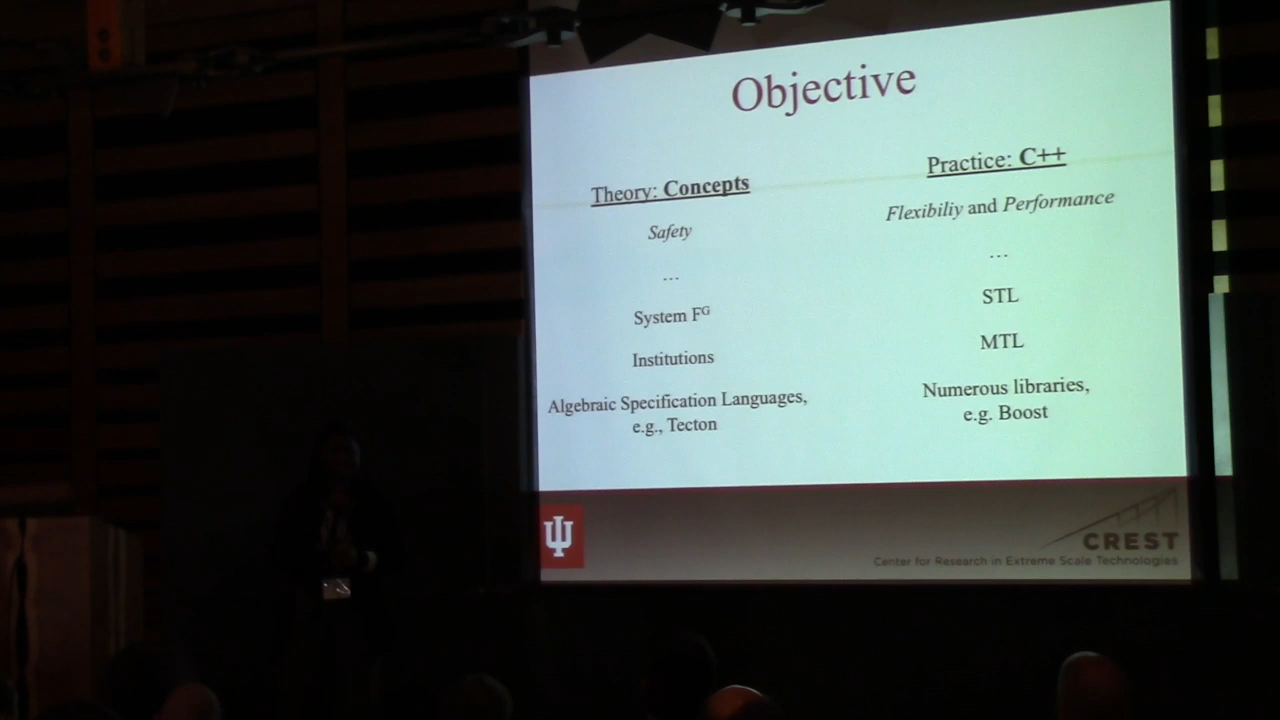 Objective
Theory: Concepts
Safety
...
System Fᴳ
Institutions
Algebraic Specification Languages,
e.g., Tecton
Practice: C++
Flexibiliy and Performance
...
STL
MTL
Numerous libraries,
e.g. Boost
CREST
Center for Research in Extreme Scale Technologies